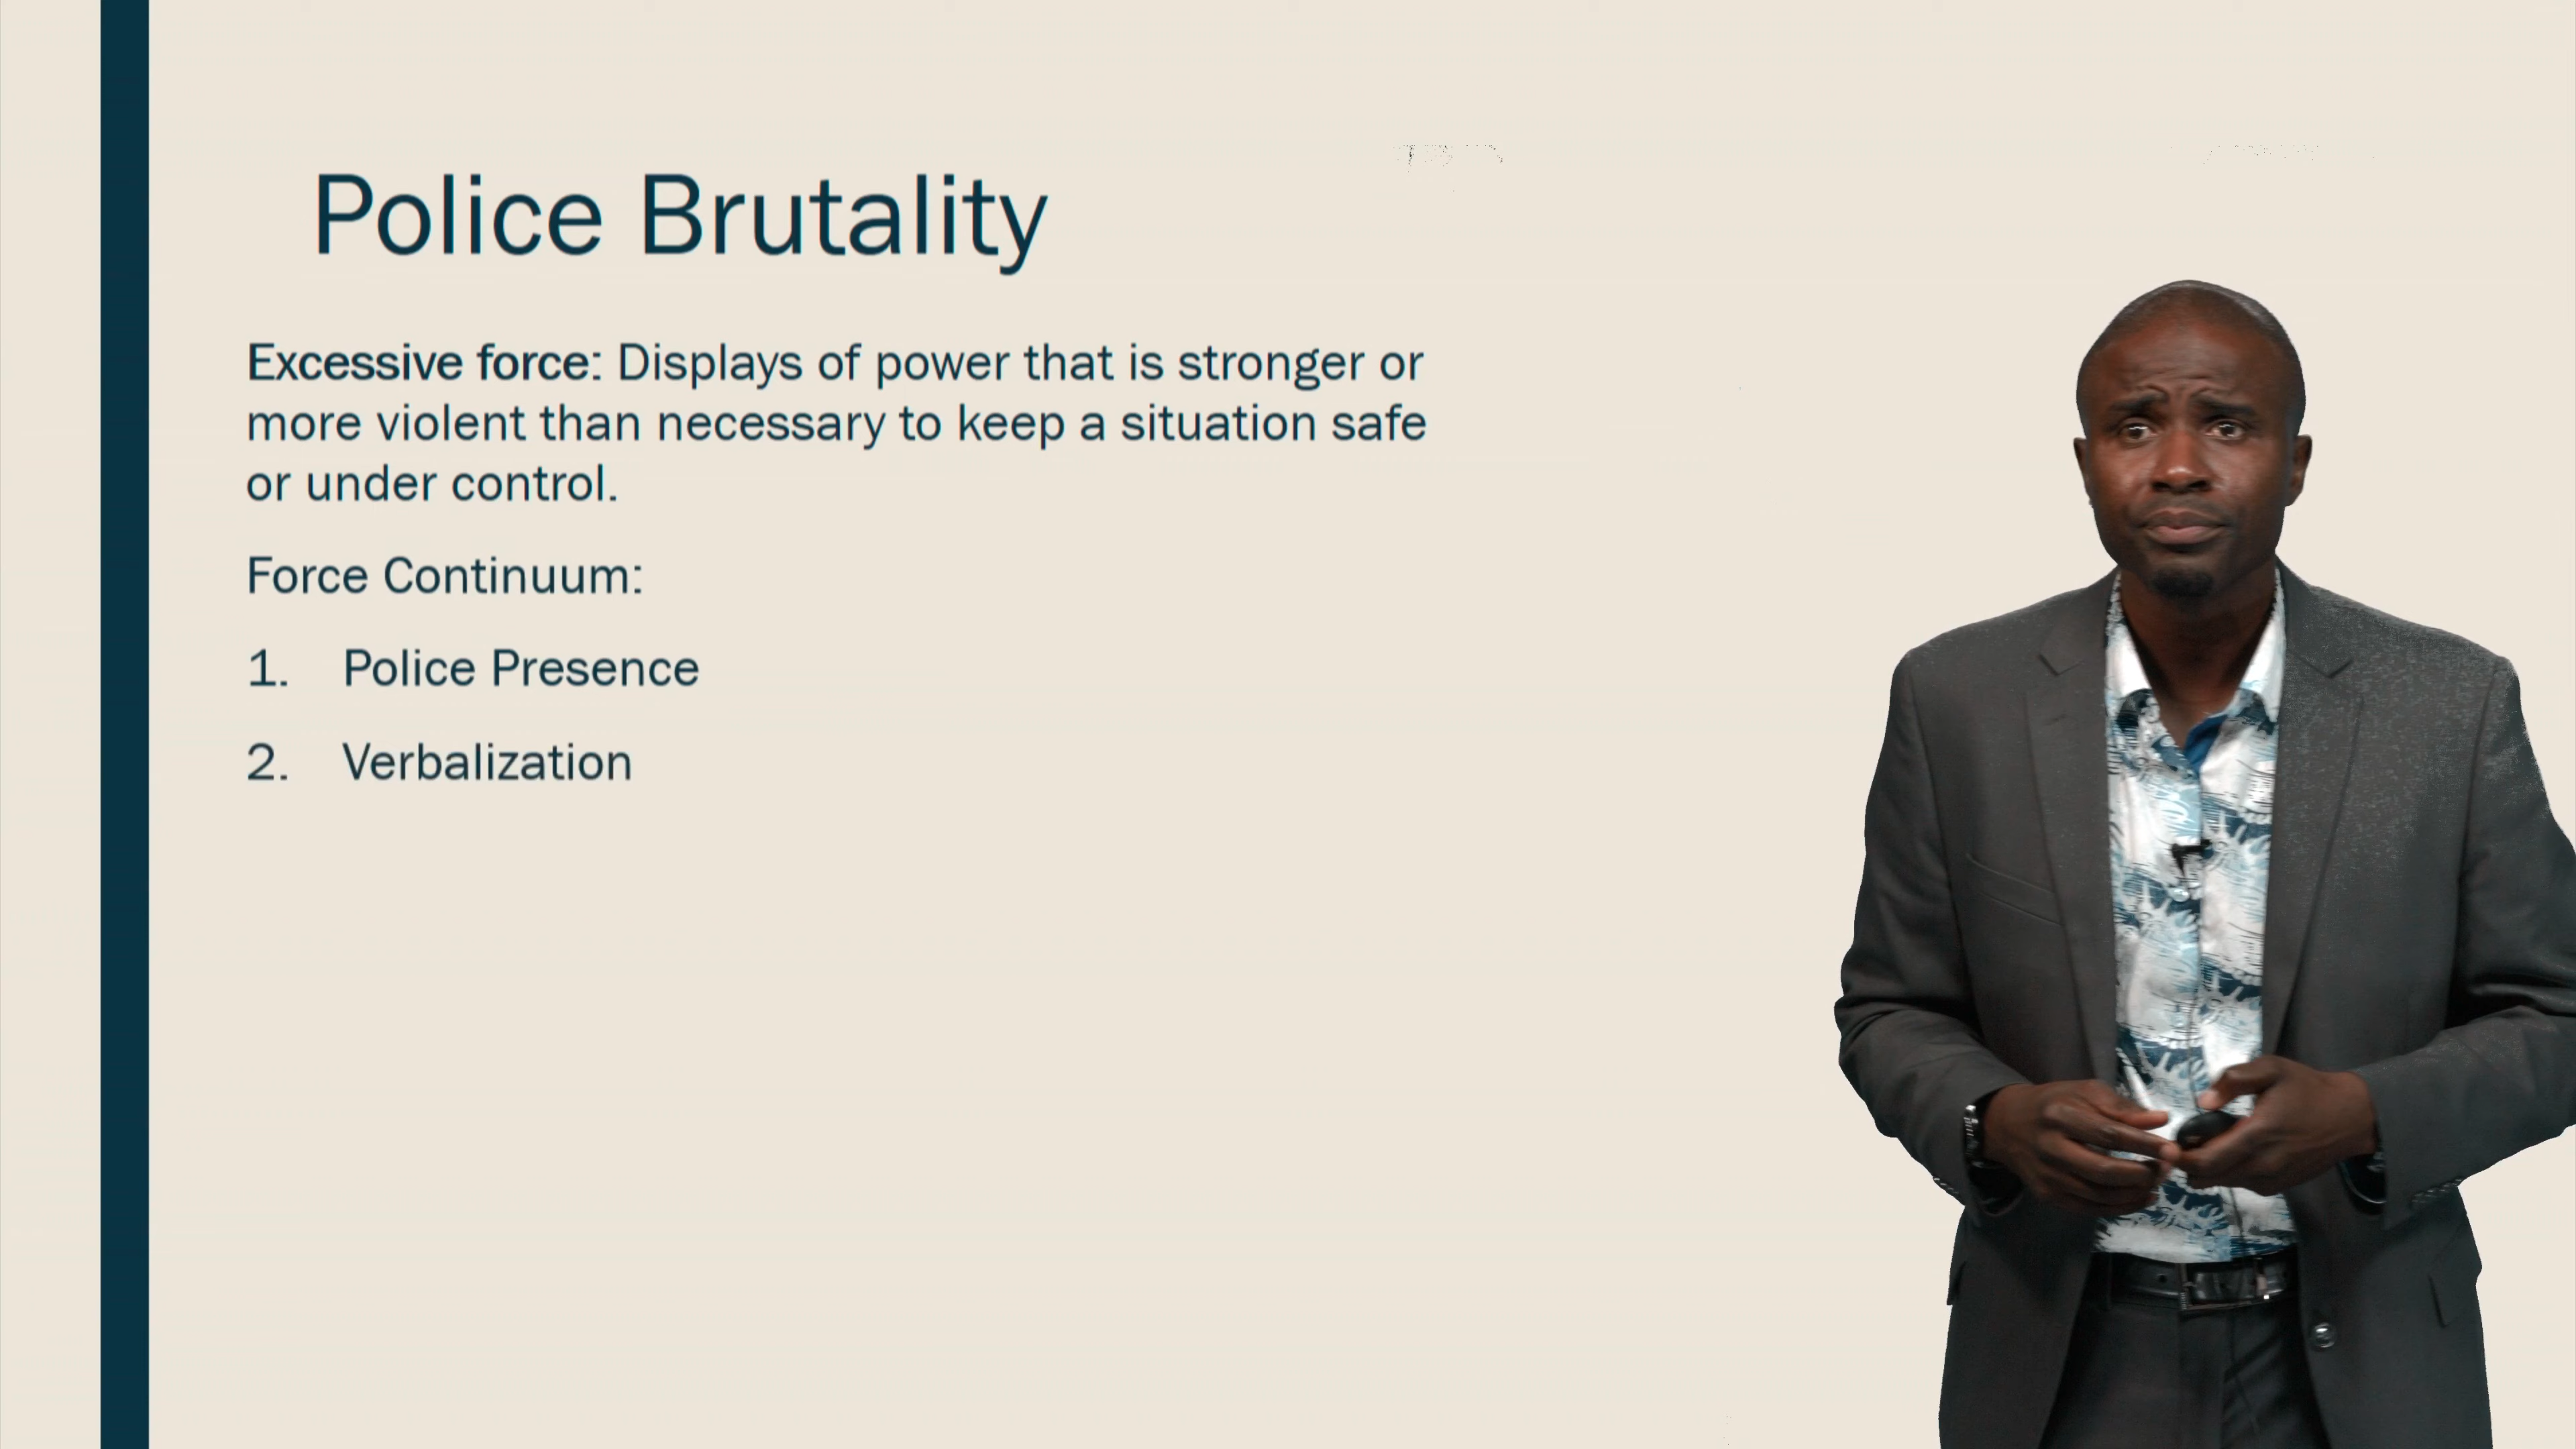 Police Brutality
Excessive force: Displays of power that is stronger or
more violent than necessary to keep a situation safe
or under control.
Force Continuum:
1. Police Presence
2. Verbalization